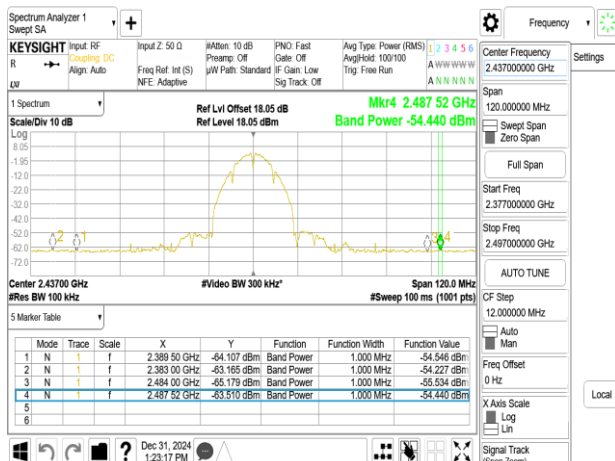 Spectrum Analyzer 1
Swept SA
+
Frequency
KEYSIGHT
Input: RF
Input Z: 50 Ω
#Atten: 10 dB
PNO: Fast
Avg Type: Power (RMS)
1 2 3 4 5 6
R
Coupling: DC
Preamp: Off
Gate: Off
Avg|Hold: 100/100
A W W W W W
Align: Auto
Freq Ref: Int (S)
µW Path: Standard
IF Gain: Low
Trig: Free Run
NFE: Adaptive
Sig Track: Off
A N N N N N
LXI
Center Frequency
2.437000000 GHz
Settings
Span
120.000000 MHz
Swept Span
Zero Span
Full Span
Start Freq
2.377000000 GHz
Stop Freq
2.497000000 GHz
AUTO TUNE
CF Step
12.000000 MHz
Auto
Man
Freq Offset
0 Hz
X Axis Scale
Log
Lin
Signal Track
(Span Zoom)
Local
1 Spectrum
Ref Lvl Offset 18.05 dB
Mkr4 2.487 52 GHz
Scale/Div 10 dB
Ref Level 18.05 dBm
Band Power -54.440 dBm
Log
8.05
-1.95
-12.0
-22.0
-32.0
-42.0
-52.0
-62.0
-72.0
2 1 3 4
Center 2.43700 GHz
#Video BW 300 kHz*
Span 120.0 MHz
#Res BW 100 kHz
#Sweep 100 ms (1001 pts)
5 Marker Table
Mode Trace Scale X Y Function Function Width Function Value
1 N 1 f 2.389 50 GHz -64.107 dBm Band Power 1.000 MHz -54.546 dBm
2 N 1 f 2.383 00 GHz -63.165 dBm Band Power 1.000 MHz -54.227 dBm
3 N 1 f 2.484 00 GHz -65.179 dBm Band Power 1.000 MHz -55.534 dBm
4 N 1 f 2.487 52 GHz -63.510 dBm Band Power 1.000 MHz -54.440 dBm
5
6
?
Dec 31, 2024
1:23:17 PM